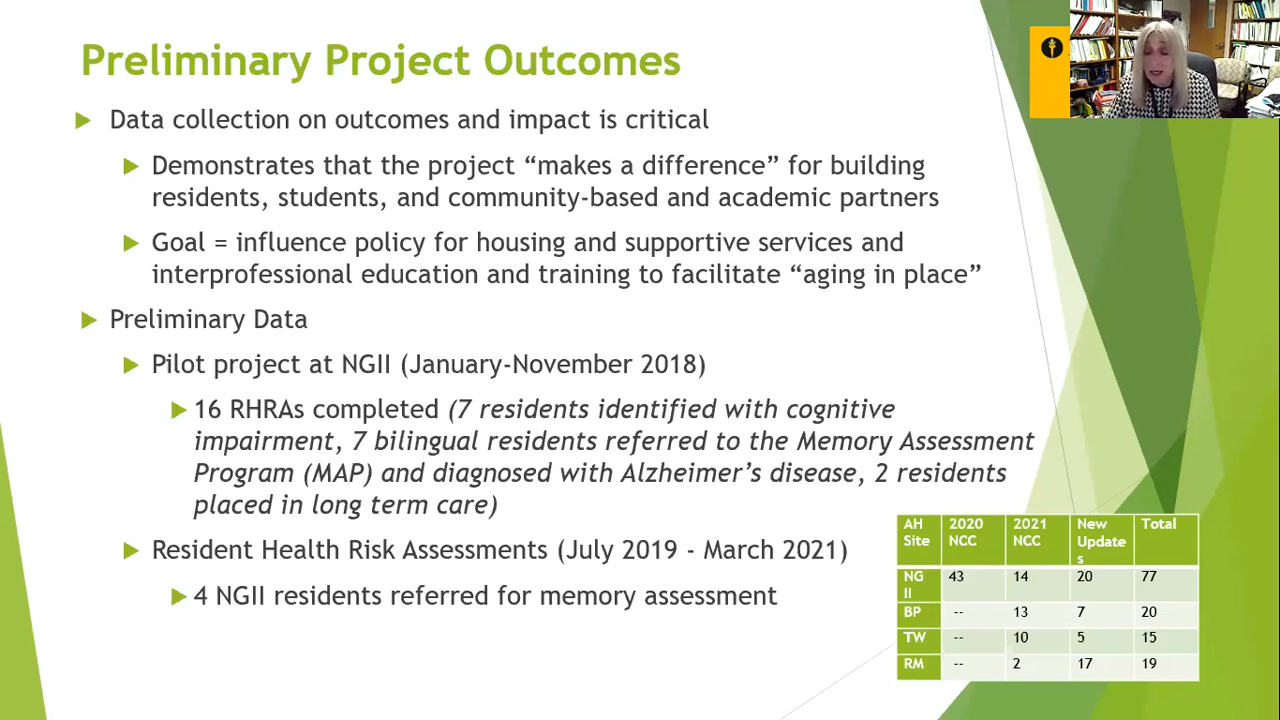 Preliminary Project Outcomes
Data collection on outcomes and impact is critical
Demonstrates that the project “makes a difference” for building
residents, students, and community-based and academic partners
Goal = influence policy for housing and supportive services and
interprofessional education and training to facilitate “aging in place”
Preliminary Data
Pilot project at NGII (January-November 2018)
16 RHRAs completed (7 residents identified with cognitive
impairment, 7 bilingual residents referred to the Memory Assessment
Program (MAP) and diagnosed with Alzheimer’s disease, 2 residents
placed in long term care)
Resident Health Risk Assessments (July 2019 - March 2021)
4 NGII residents referred for memory assessment
AH 2020 2021 New Total
Site NCC NCC Update
s
NG 43 14 20 77
II
BP -- 13 7 20
TW -- 10 5 15
RM -- 2 17 19